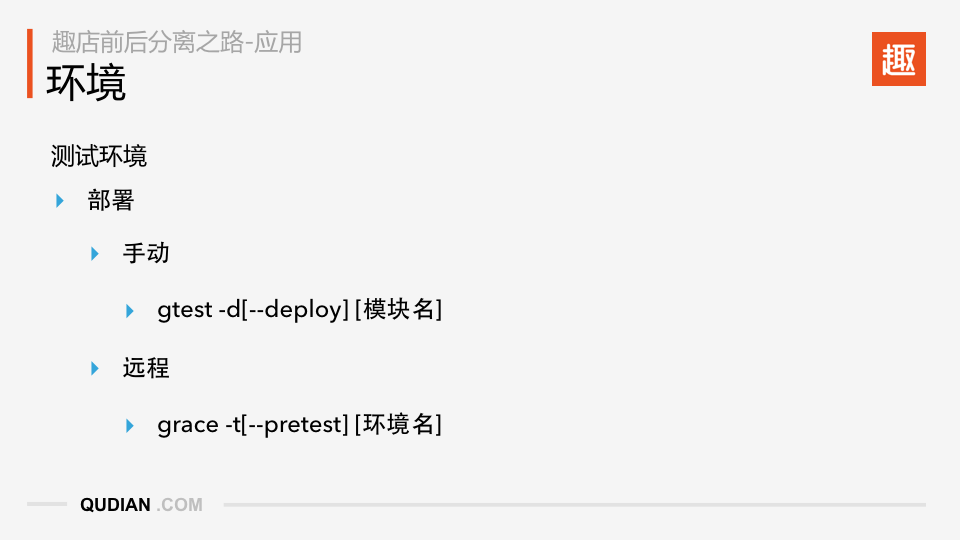 趣店前后分离之路-应用
环境
趣
测试环境
部署
手动
gtest -d[--deploy] [模块名]
远程
grace -t[--pretest] [环境名]
QUDIAN .COM